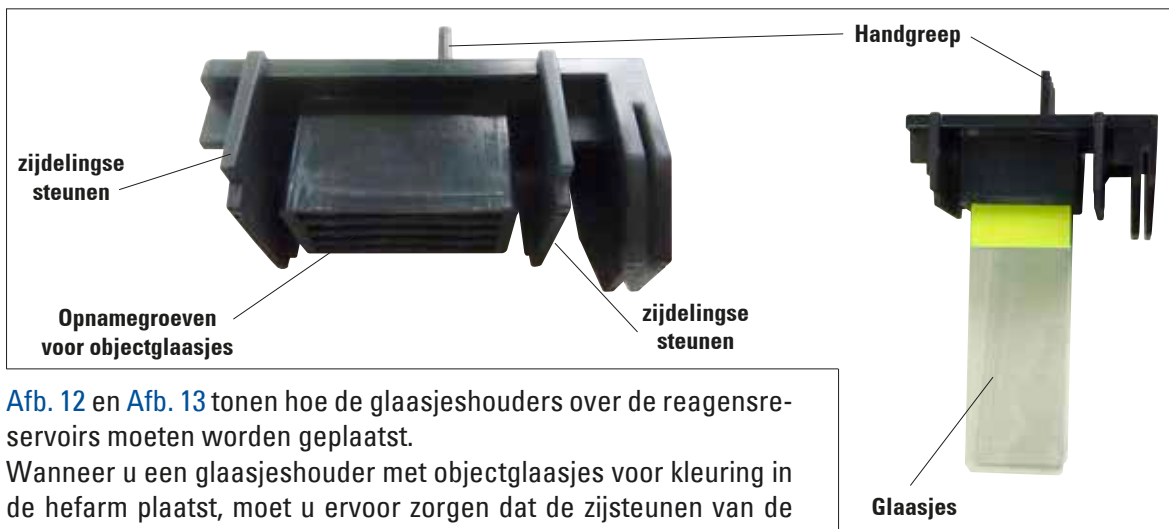 Handgreep
zijdelingse
steunen
Opnamegroeven
voor objectglaasjes
zijdelingse
steunen
Afb. 12 en Afb. 13 tonen hoe de glaasjeshouders over de reagensre-
servoirs moeten worden geplaatst.
Wanneer u een glaasjeshouder met objectglaasjes voor kleuring in
de hefarm plaatst, moet u ervoor zorgen dat de zijsteunen van de
Glaasjes